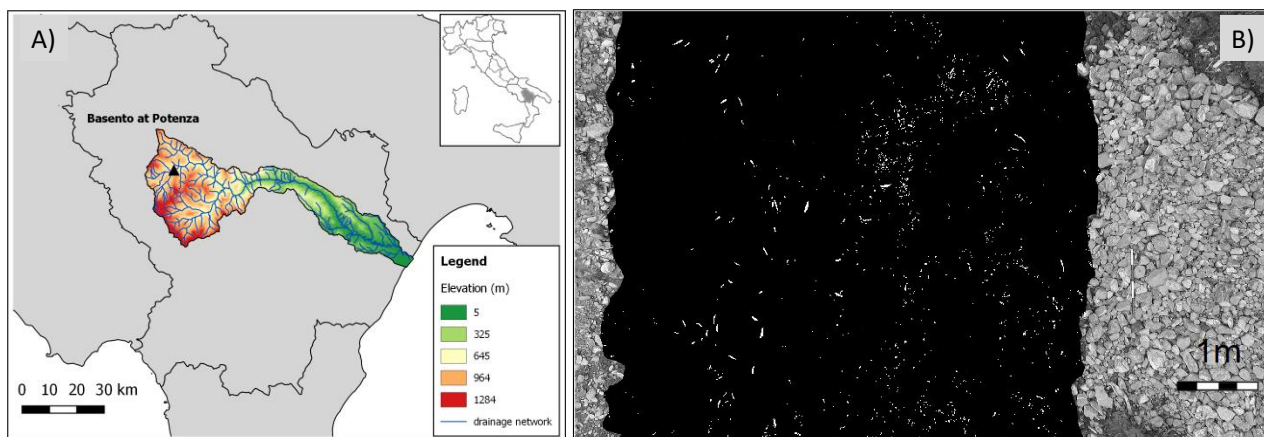 A)
Basento at Potenza
Legend
Elevation (m)
5
325
645
964
1284
drainage network
0 10 20 30 km
B)
1m